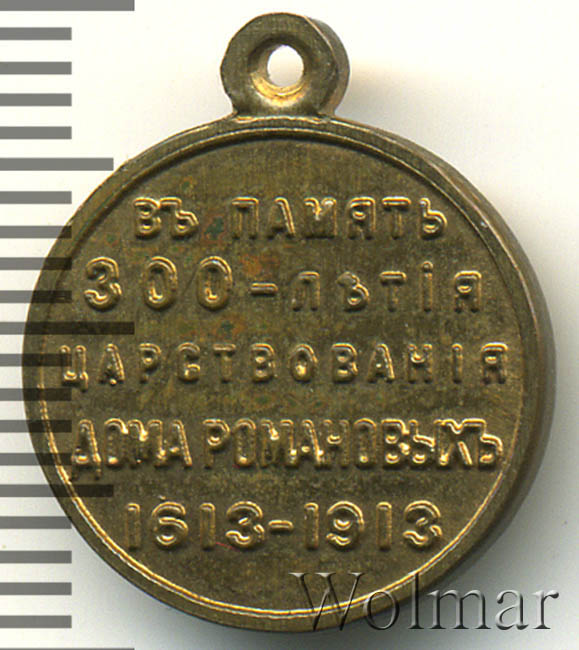 ВЪ ПАМЯТЬ
300-ЛѢТІЯ
ЦАРСТВОВАНІЯ
ДОМА РОМАНОВЫХЪ
1613-1913
Wolmar